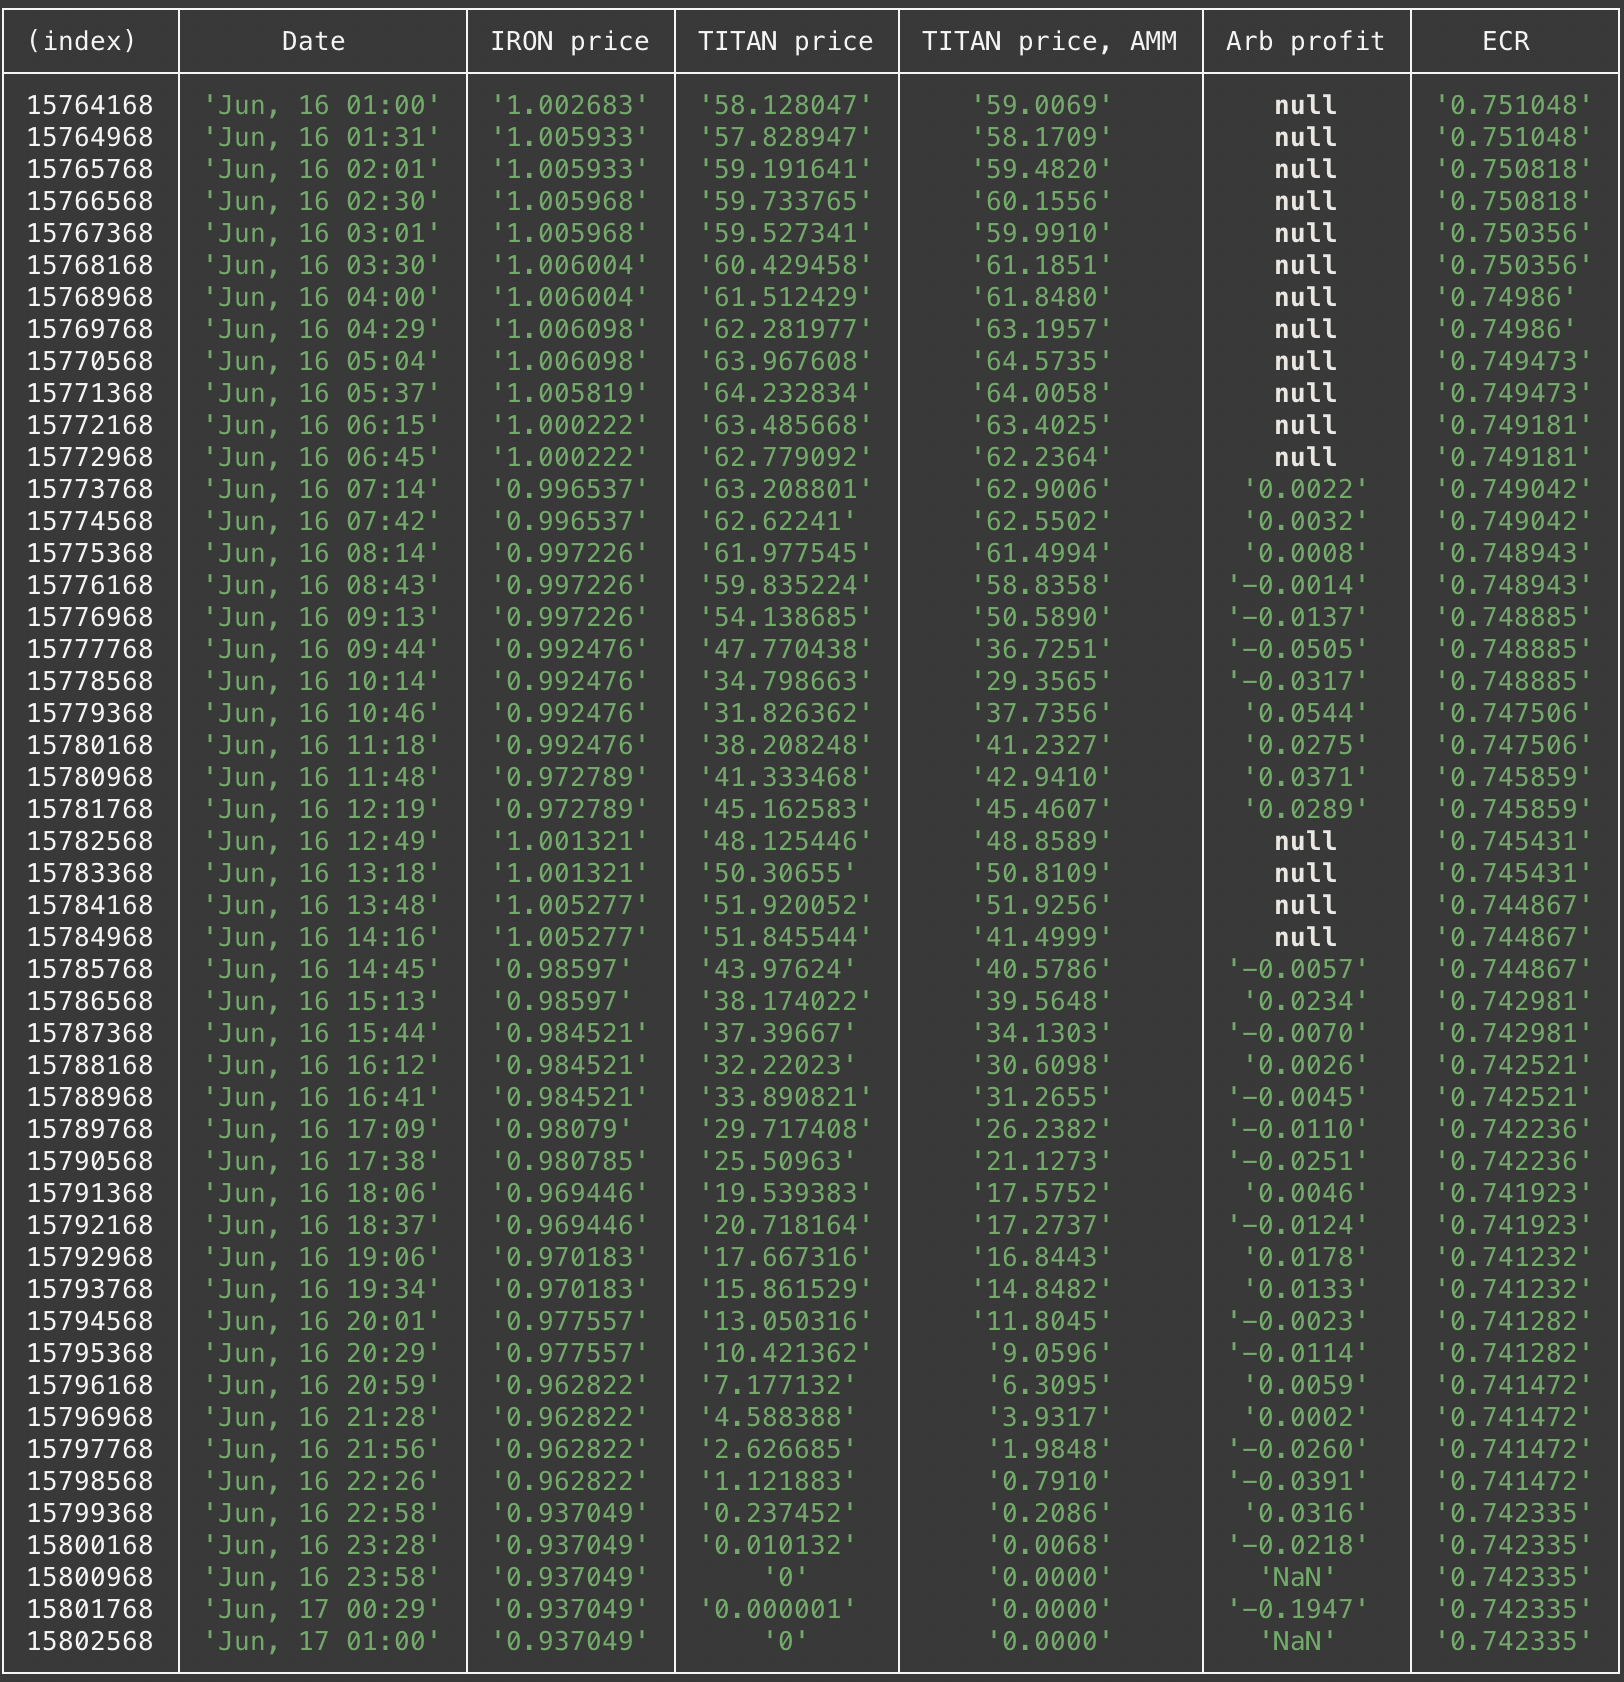 (index) Date IRON price TITAN price TITAN price, AMM Arb profit ECR
15764168 'Jun, 16 01:00' '1.002683' '58.128047' '59.0069' null '0.751048'
15764968 'Jun, 16 01:31' '1.005933' '57.828947' '58.1709' null '0.751048'
15765768 'Jun, 16 02:01' '1.005933' '59.191641' '59.4820' null '0.750818'
15766568 'Jun, 16 02:30' '1.005968' '59.733765' '60.1556' null '0.750818'
15767368 'Jun, 16 03:01' '1.005968' '59.527341' '59.9910' null '0.750356'
15768168 'Jun, 16 03:30' '1.006004' '60.429458' '61.1851' null '0.750356'
15768968 'Jun, 16 04:00' '1.006004' '61.512429' '61.8480' null '0.74986'
15769768 'Jun, 16 04:29' '1.006098' '62.281977' '63.1957' null '0.74986'
15770568 'Jun, 16 05:04' '1.006098' '63.967608' '64.5735' null '0.749473'
15771368 'Jun, 16 05:37' '1.005819' '64.232834' '64.0058' null '0.749473'
15772168 'Jun, 16 06:15' '1.000222' '63.485668' '63.4025' null '0.749181'
15772968 'Jun, 16 06:45' '1.000222' '62.779092' '62.2364' null '0.749181'
15773768 'Jun, 16 07:14' '0.996537' '63.208801' '62.9006' '0.0022' '0.749042'
15774568 'Jun, 16 07:42' '0.996537' '62.62241' '62.5502' '0.0032' '0.749042'
15775368 'Jun, 16 08:14' '0.997226' '61.977545' '61.4994' '0.0008' '0.748943'
15776168 'Jun, 16 08:43' '0.997226' '59.835224' '58.8358' '-0.0014' '0.748943'
15776968 'Jun, 16 09:13' '0.997226' '54.138685' '50.5890' '-0.0137' '0.748885'
15777768 'Jun, 16 09:44' '0.992476' '47.770438' '36.7251' '-0.0505' '0.748885'
15778568 'Jun, 16 10:14' '0.992476' '34.798663' '29.3565' '-0.0317' '0.748885'
15779368 'Jun, 16 10:46' '0.992476' '31.826362' '37.7356' '0.0544' '0.747506'
15780168 'Jun, 16 11:18' '0.992476' '38.208248' '41.2327' '0.0275' '0.747506'
15780968 'Jun, 16 11:48' '0.972789' '41.333468' '42.9410' '0.0371' '0.745859'
15781768 'Jun, 16 12:19' '0.972789' '45.162583' '45.4607' '0.0289' '0.745859'
15782568 'Jun, 16 12:49' '1.001321' '48.125446' '48.8589' null '0.745431'
15783368 'Jun, 16 13:18' '1.001321' '50.30655' '50.8109' null '0.745431'
15784168 'Jun, 16 13:48' '1.005277' '51.920052' '51.9256' null '0.744867'
15784968 'Jun, 16 14:16' '1.005277' '51.845544' '41.4999' null '0.744867'
15785768 'Jun, 16 14:45' '0.98597' '43.97624' '40.5786' '-0.0057' '0.744867'
15786568 'Jun, 16 15:13' '0.98597' '38.174022' '39.5648' '0.0234' '0.742981'
15787368 'Jun, 16 15:44' '0.984521' '37.39667' '34.1303' '-0.0070' '0.742981'
15788168 'Jun, 16 16:12' '0.984521' '32.22023' '30.6098' '0.0026' '0.742521'
15788968 'Jun, 16 16:41' '0.984521' '33.890821' '31.2655' '-0.0045' '0.742521'
15789768 'Jun, 16 17:09' '0.98079' '29.717408' '26.2382' '-0.0110' '0.742236'
15790568 'Jun, 16 17:38' '0.980785' '25.50963' '21.1273' '-0.0251' '0.742236'
15791368 'Jun, 16 18:06' '0.969446' '19.539383' '17.5752' '0.0046' '0.741923'
15792168 'Jun, 16 18:37' '0.969446' '20.718164' '17.2737' '-0.0124' '0.741923'
15792968 'Jun, 16 19:06' '0.970183' '17.667316' '16.8443' '0.0178' '0.741232'
15793768 'Jun, 16 19:34' '0.970183' '15.861529' '14.8482' '0.0133' '0.741232'
15794568 'Jun, 16 20:01' '0.977557' '13.050316' '11.8045' '-0.0023' '0.741282'
15795368 'Jun, 16 20:29' '0.977557' '10.421362' '9.0596' '-0.0114' '0.741282'
15796168 'Jun, 16 20:59' '0.962822' '7.177132' '6.3095' '0.0059' '0.741472'
15796968 'Jun, 16 21:28' '0.962822' '4.588388' '3.9317' '0.0002' '0.741472'
15797768 'Jun, 16 21:56' '0.962822' '2.626685' '1.9848' '-0.0260' '0.741472'
15798568 'Jun, 16 22:26' '0.962822' '1.121883' '0.7910' '-0.0391' '0.741472'
15799368 'Jun, 16 22:58' '0.937049' '0.237452' '0.2086' '0.0316' '0.742335'
15800168 'Jun, 16 23:28' '0.937049' '0.010132' '0.0068' '-0.0218' '0.742335'
15800968 'Jun, 16 23:58' '0.937049' '0' '0.0000' 'NaN' '0.742335'
15801768 'Jun, 17 00:29' '0.937049' '0.000001' '0.0000' '-0.1947' '0.742335'
15802568 'Jun, 17 01:00' '0.937049' '0' '0.0000' 'NaN' '0.742335'